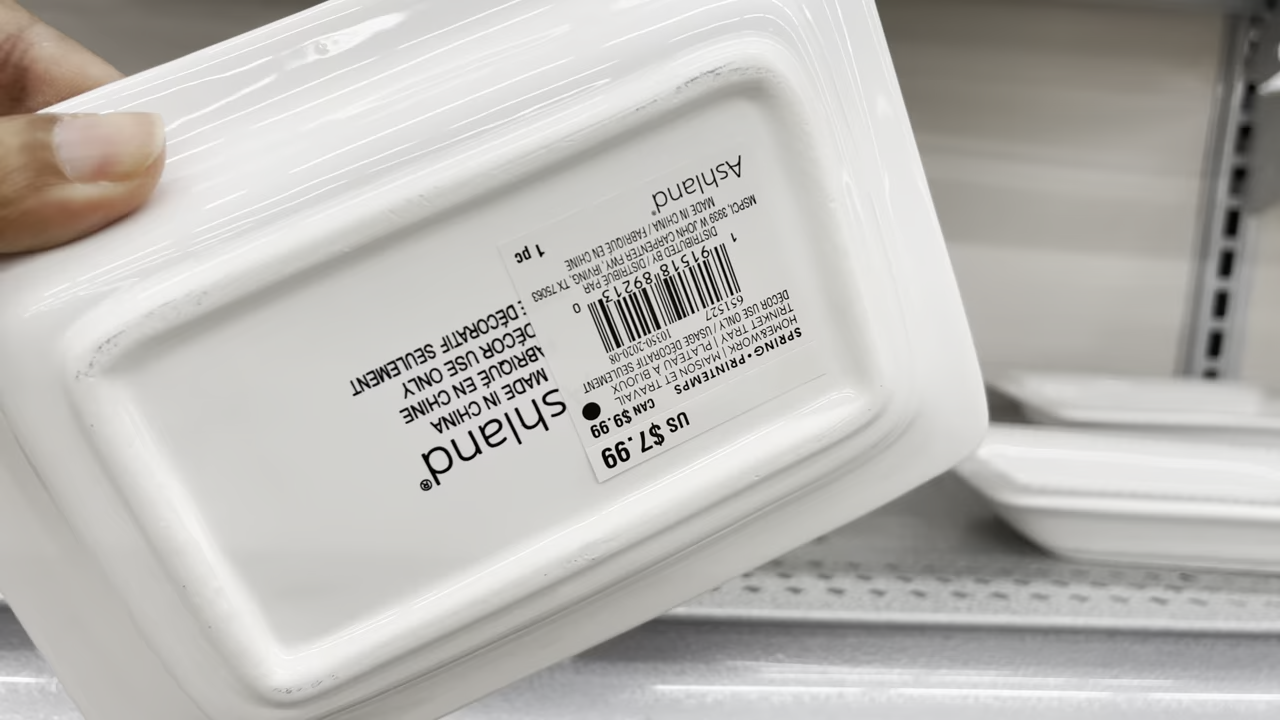 US $7.99
CAN $9.99
SPRING•PRINTEMPS
HOME&WORK | MAISON ET TRAVAIL
TRINKET TRAY | PLATEAU À BIJOUX
DÉCOR USE ONLY / USAGE DÉCORATIF SEULEMENT
651527 10350-2020-08
1 91518 89213 0
DISTRIBUTED BY / DISTRIBUÉ PAR
MSPCI, 3939 W JOHN CARPENTER FWY, IRVING, TX 75063
MADE IN CHINA / FABRIQUÉ EN CHINE
Ashland® 1 pc
shland®
MADE IN CHINA
ABRIQUÉ EN CHINE
DÉCOR USE ONLY
E DÉCORATIF SEULEMENT